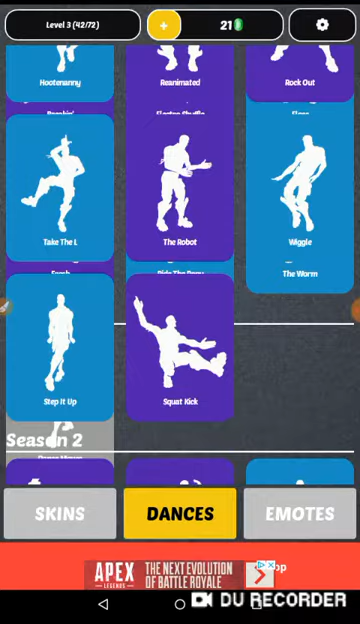 Level 3 (42/72)
+
21
Hootenanny
Reanimated
Rock Out
Take The L
The Robot
Wiggle
The Worm
Step It Up
Squat Kick
Season 2
SKINS
DANCES
EMOTES
APEX
LEGENDS
THE NEXT EVOLUTION
OF BATTLE ROYALE
DU RECORDER